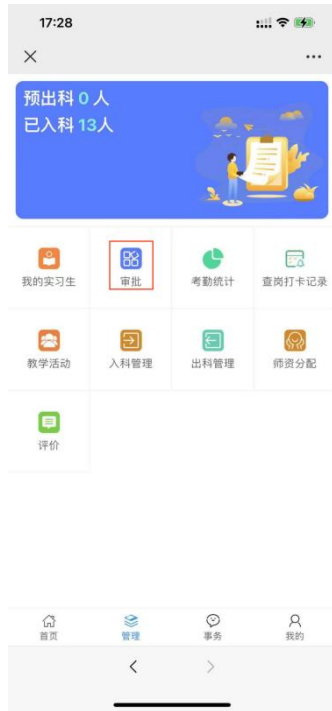 17:28
预出科 0 人
已入科 13人
我的实习生
审批
考勤统计
查岗打卡记录
教学活动
入科管理
出科管理
师资分配
评价
首页
管理
事务
我的